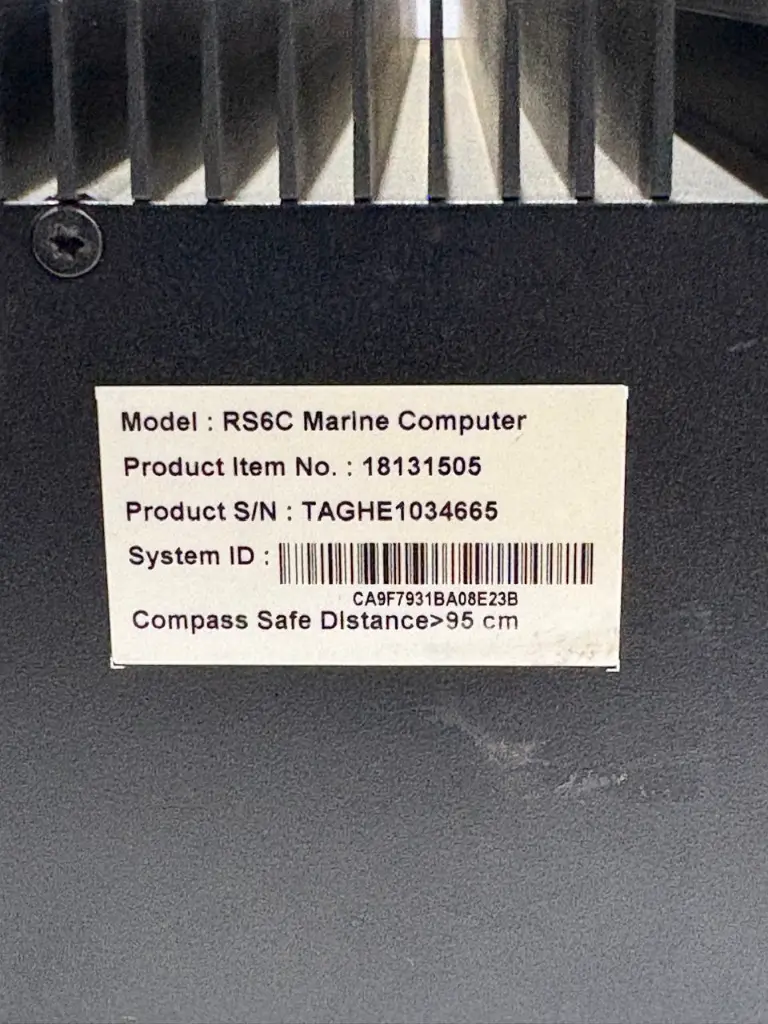 Model : RS6C Marine Computer
Product Item No. : 18131505
Product S/N : TAGHE1034665
System ID :
CA9F7931BA08E23B
Compass Safe Distance>95 cm